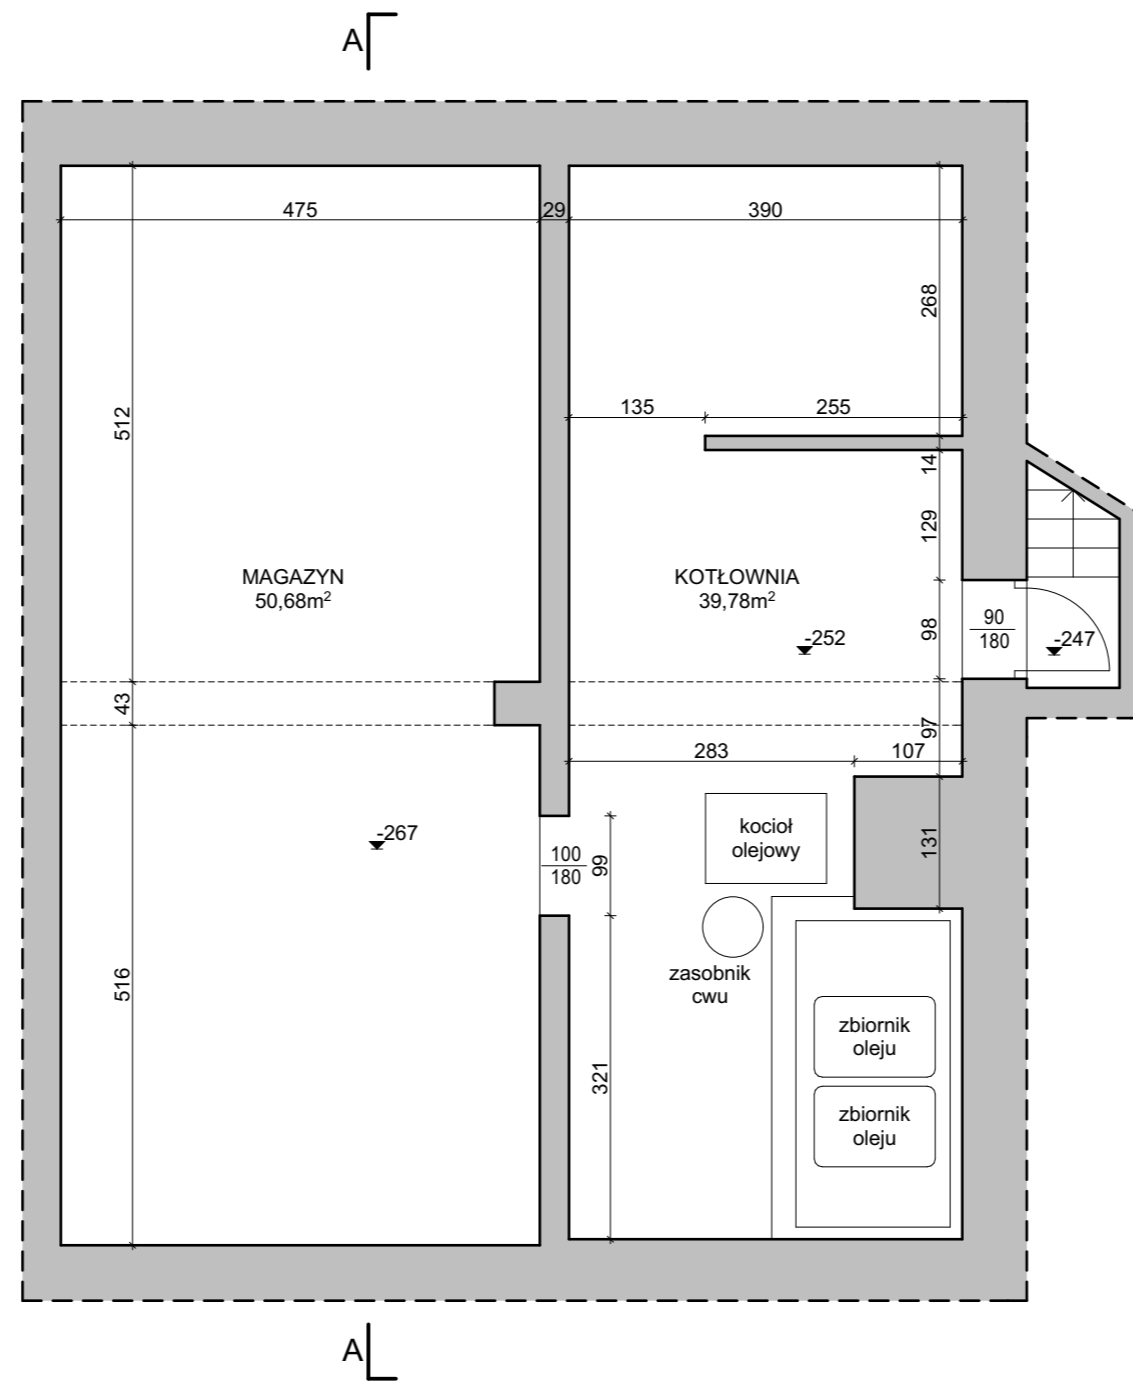 A
475
29
390
268
512
135
255
14
129
MAGAZYN
50,68m²
KOTŁOWNIA
39,78m²
98
90
180
-252
-247
43
97
283
107
-267
kocioł
olejowy
131
100
180
99
516
zasobnik
cwu
321
zbiornik
oleju
zbiornik
oleju
A